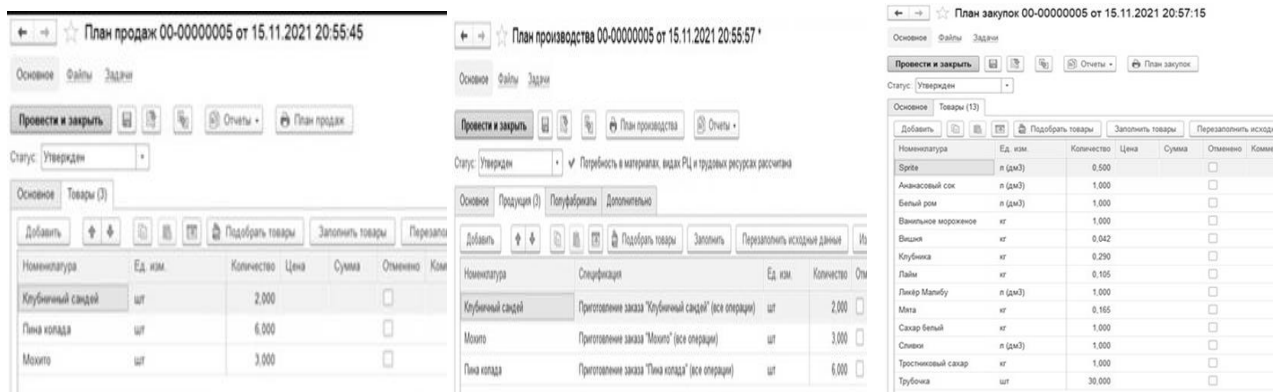 План продаж 00-00000005 от 15.11.2021 20:55:45
Основное Файлы Задачи
Провести и закрыть Отчеты План продаж
Статус: Утвержден
Основное Товары (3)
Добавить Подобрать товары Заполнить товары
Номенклатура Ед. изм. Количество Цена Сумма Отменено
Клубничный сандей шт 2,000
Пина колада шт 6,000
Мохито шт 3,000
План производства 00-00000005 от 15.11.2021 20:55:57 *
Основное Файлы Задачи
Провести и закрыть План производства Отчеты
Статус: Утвержден Потребность в материалах, видах РЦ и трудовых ресурсах рассчитана
Основное Продукция (3) Полуфабрикаты Дополнительно
Добавить Подобрать товары Заполнить Перезаполнить исходные данные
Номенклатура Спецификация Ед. изм. Количество
Клубничный сандей Приготовление заказа "Клубничный сандей" (все операции) шт 2,000
Мохито Приготовление заказа "Мохито" (все операции) шт 3,000
Пина колада Приготовление заказа "Пина колада" (все операции) шт 6,000
План закупок 00-00000005 от 15.11.2021 20:57:15
Основное Файлы Задачи
Провести и закрыть Отчеты План закупок
Статус: Утвержден
Основное Товары (13)
Добавить Подобрать товары Заполнить товары Перезаполнить исход
Номенклатура Ед. изм. Количество Цена Сумма Отменено Комме
Sprite л (дм3) 0,500
Ананасовый сок л (дм3) 1,000
Белый ром л (дм3) 1,000
Ванильное мороженое кг 1,000
Вишня кг 0,042
Клубника кг 0,290
Лайм кг 0,105
Ликёр Малибу л (дм3) 1,000
Мята кг 0,165
Сахар белый кг 1,000
Сливки л (дм3) 1,000
Тростниковый сахар кг 1,000
Трубочка шт 30,000